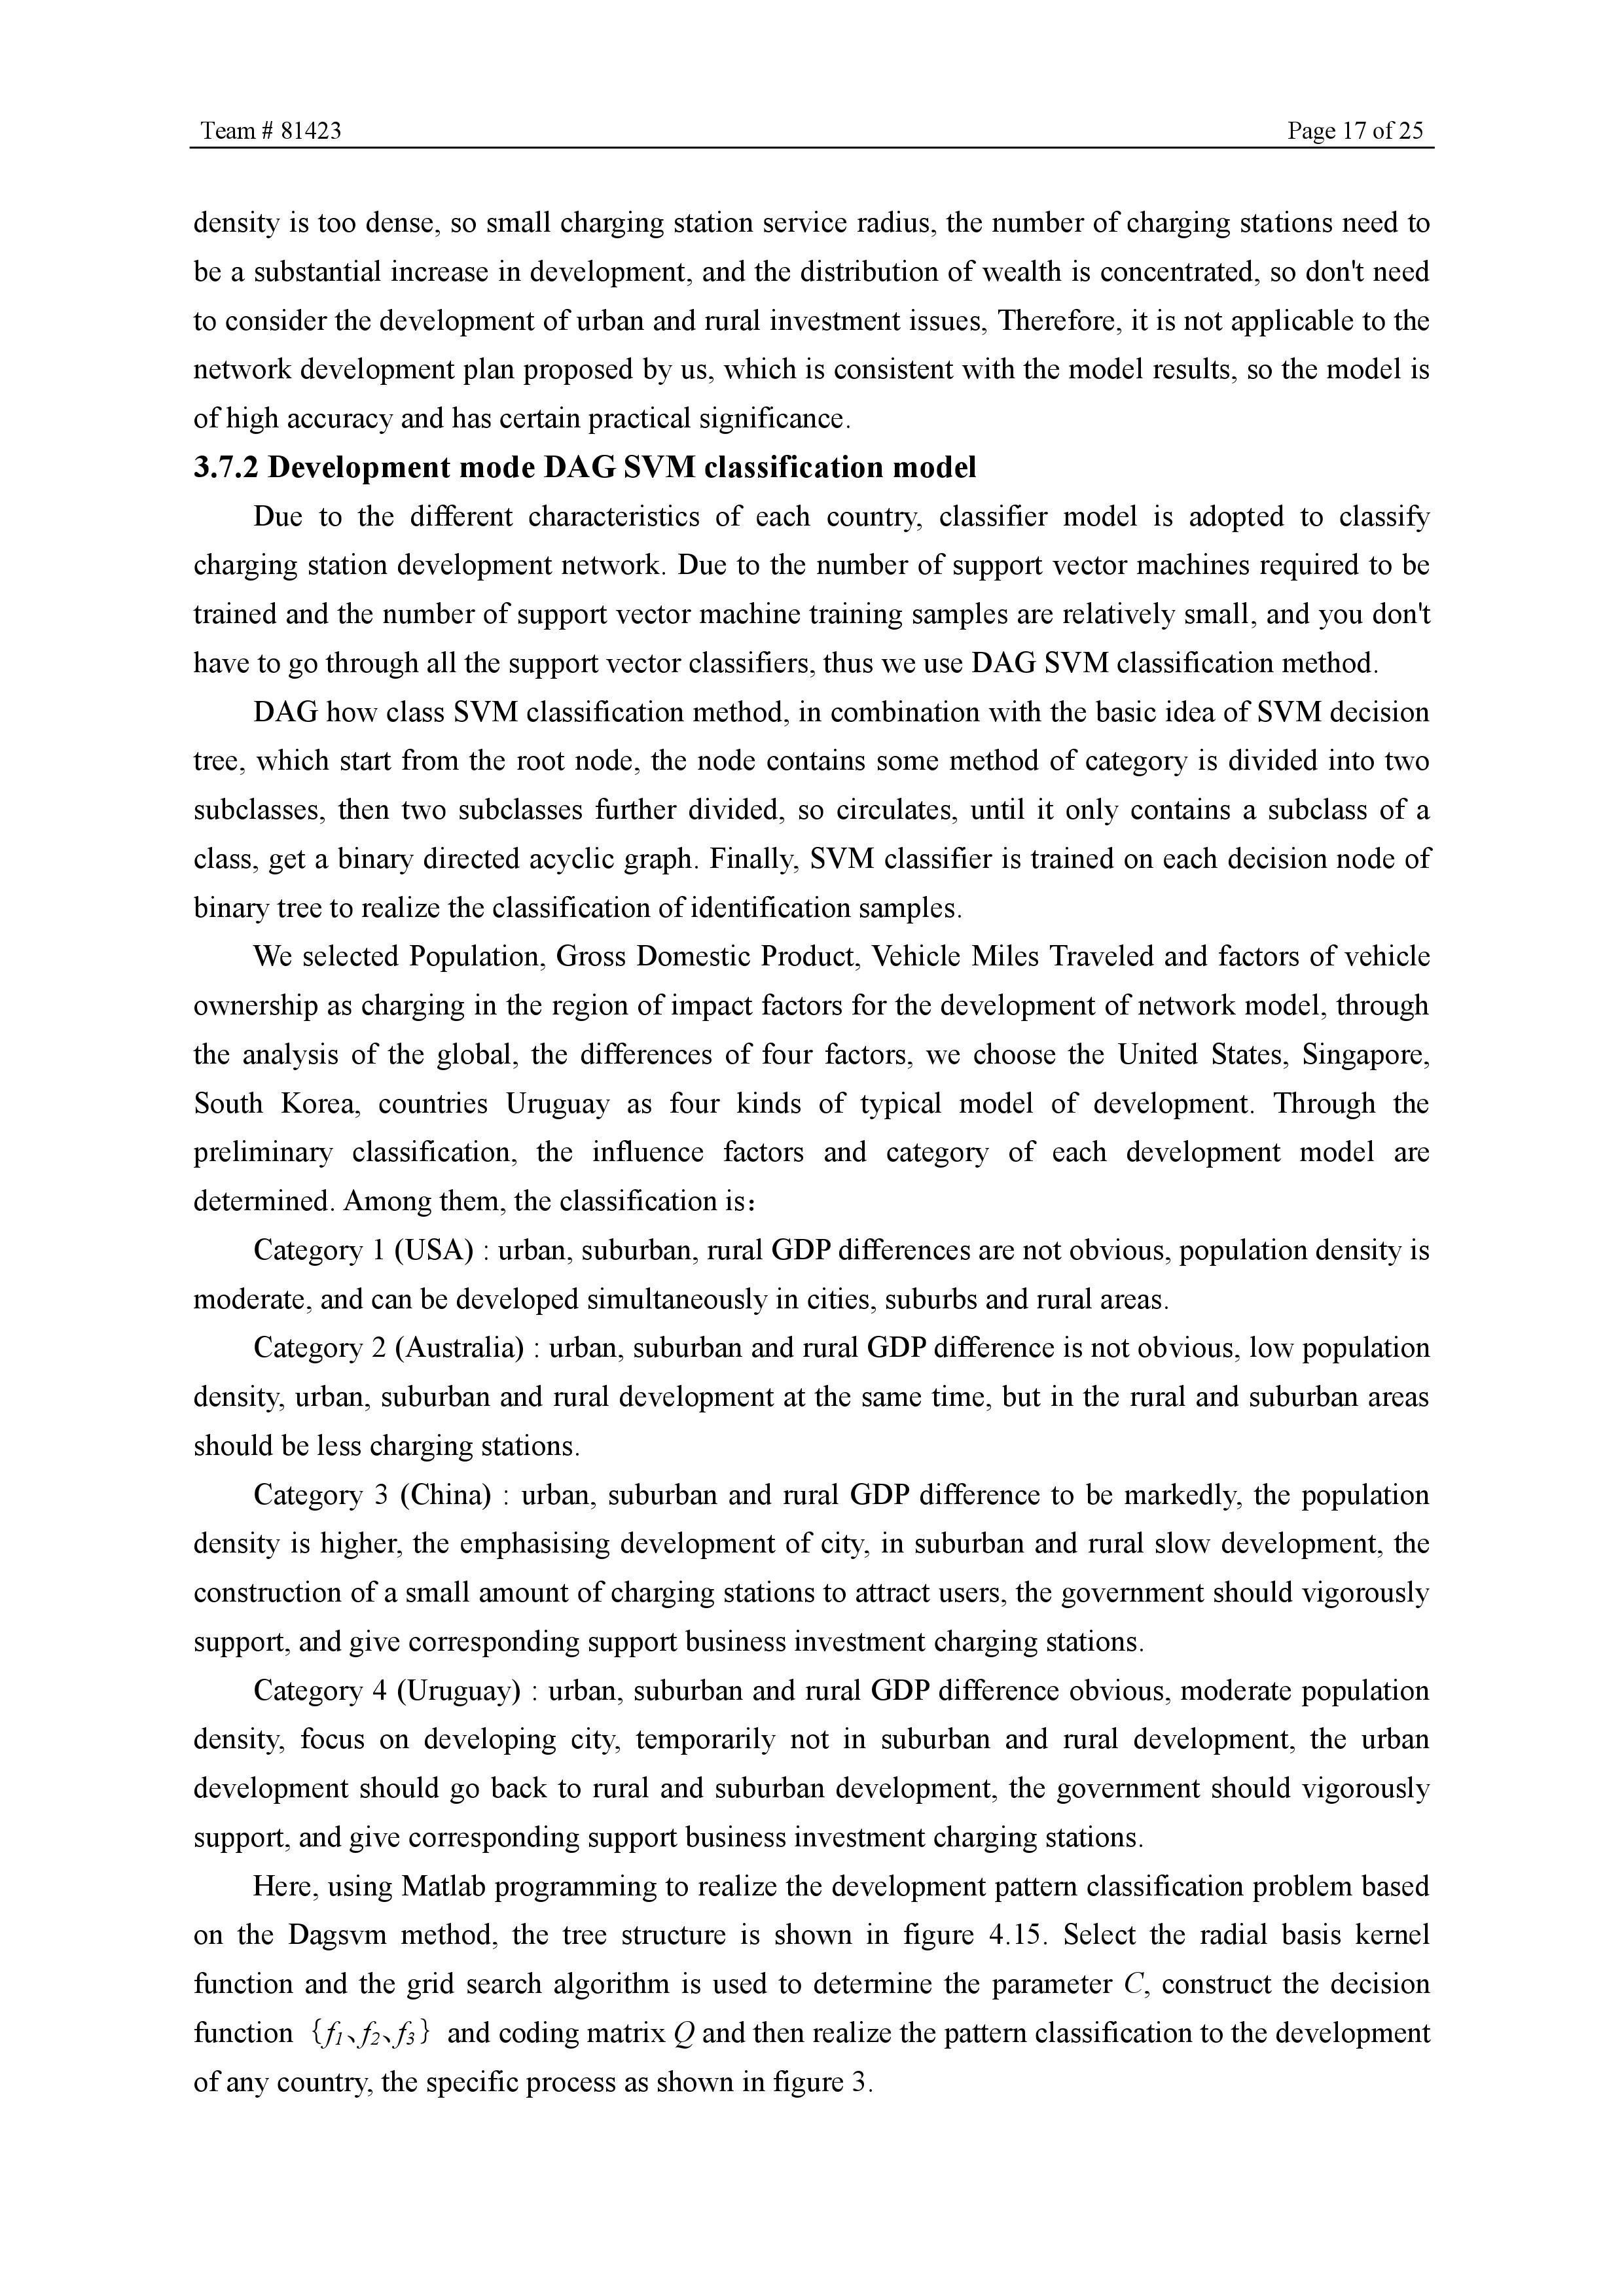 Team # 81423 Page 17 of 25
density is too dense, so small charging station service radius, the number of charging stations need to
be a substantial increase in development, and the distribution of wealth is concentrated, so don't need
to consider the development of urban and rural investment issues, Therefore, it is not applicable to the
network development plan proposed by us, which is consistent with the model results, so the model is
of high accuracy and has certain practical significance.
3.7.2 Development mode DAG SVM classification model
Due to the different characteristics of each country, classifier model is adopted to classify
charging station development network. Due to the number of support vector machines required to be
trained and the number of support vector machine training samples are relatively small, and you don't
have to go through all the support vector classifiers, thus we use DAG SVM classification method.
DAG how class SVM classification method, in combination with the basic idea of SVM decision
tree, which start from the root node, the node contains some method of category is divided into two
subclasses, then two subclasses further divided, so circulates, until it only contains a subclass of a
class, get a binary directed acyclic graph. Finally, SVM classifier is trained on each decision node of
binary tree to realize the classification of identification samples.
We selected Population, Gross Domestic Product, Vehicle Miles Traveled and factors of vehicle
ownership as charging in the region of impact factors for the development of network model, through
the analysis of the global, the differences of four factors, we choose the United States, Singapore,
South Korea, countries Uruguay as four kinds of typical model of development. Through the
preliminary classification, the influence factors and category of each development model are
determined. Among them, the classification is：
Category 1 (USA) : urban, suburban, rural GDP differences are not obvious, population density is
moderate, and can be developed simultaneously in cities, suburbs and rural areas.
Category 2 (Australia) : urban, suburban and rural GDP difference is not obvious, low population
density, urban, suburban and rural development at the same time, but in the rural and suburban areas
should be less charging stations.
Category 3 (China) : urban, suburban and rural GDP difference to be markedly, the population
density is higher, the emphasising development of city, in suburban and rural slow development, the
construction of a small amount of charging stations to attract users, the government should vigorously
support, and give corresponding support business investment charging stations.
Category 4 (Uruguay) : urban, suburban and rural GDP difference obvious, moderate population
density, focus on developing city, temporarily not in suburban and rural development, the urban
development should go back to rural and suburban development, the government should vigorously
support, and give corresponding support business investment charging stations.
Here, using Matlab programming to realize the development pattern classification problem based
on the Dagsvm method, the tree structure is shown in figure 4.15. Select the radial basis kernel
function and the grid search algorithm is used to determine the parameter C, construct the decision
function｛f1、f2、f3｝and coding matrix Q and then realize the pattern classification to the development
of any country, the specific process as shown in figure 3.